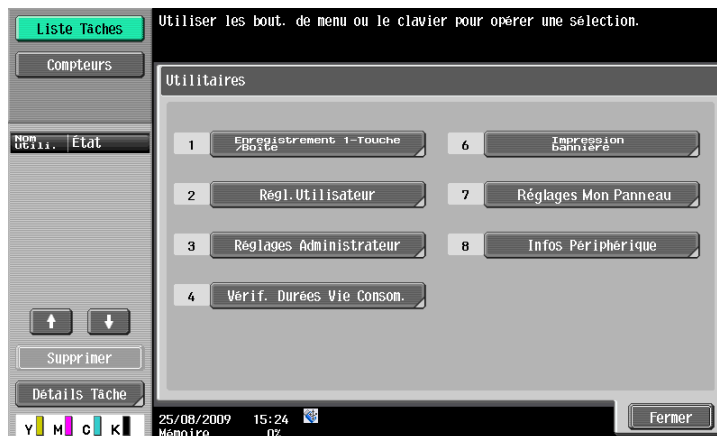 Liste Tâches
Compteurs
Nom Utili.
État
Supprimer
Détails Tâche
Y M C K
Utiliser les bout. de menu ou le clavier pour opérer une sélection.
Utilitaires
1 Enregistrement 1-Touche
/Boîte
2 Régl.Utilisateur
3 Réglages Administrateur
4 Vérif. Durées Vie Consom.
6 Impression
bannière
7 Réglages Mon Panneau
8 Infos Périphérique
25/08/2009 15:24
Mémoire 0%
Fermer